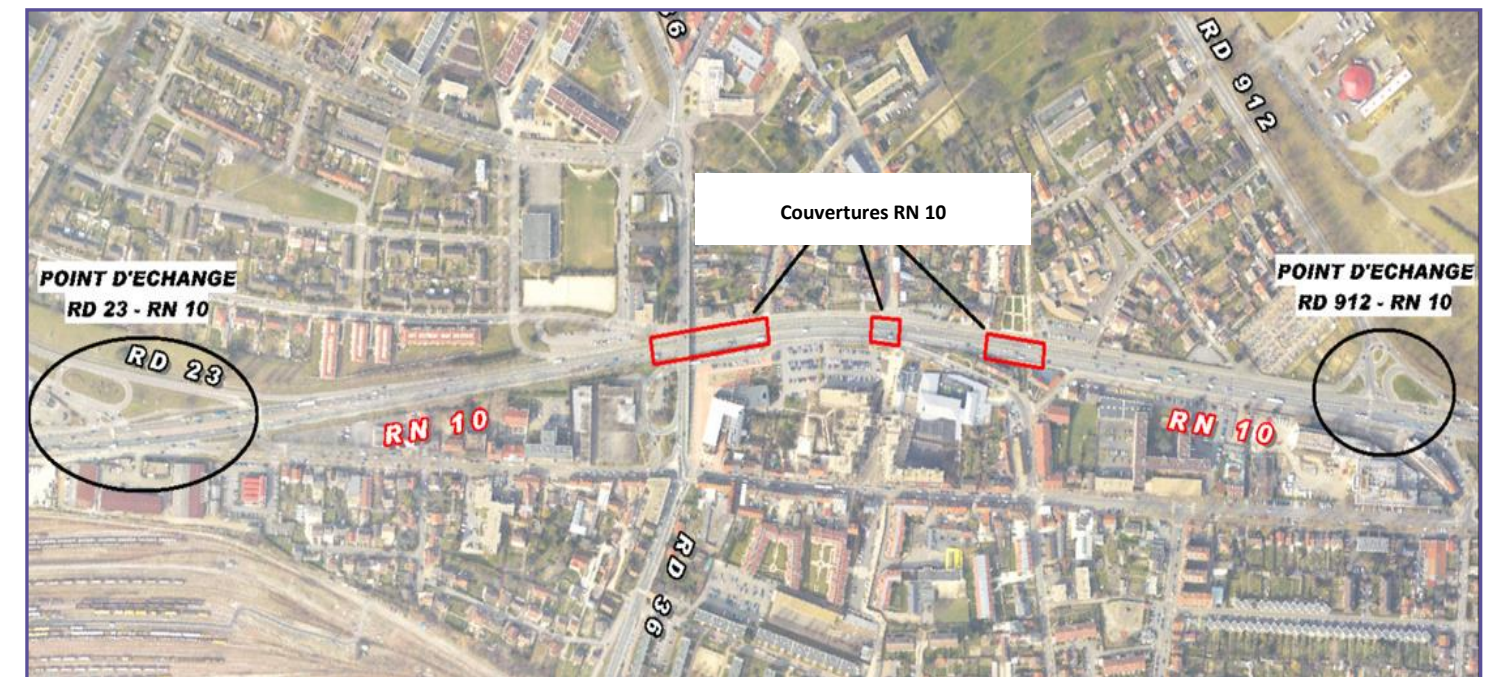 36
RD 912
Couvertures RN 10
POINT D'ECHANGE
RD 23 - RN 10
POINT D'ECHANGE
RD 912 - RN 10
RD 23
RN 10
RN 10
RD 36